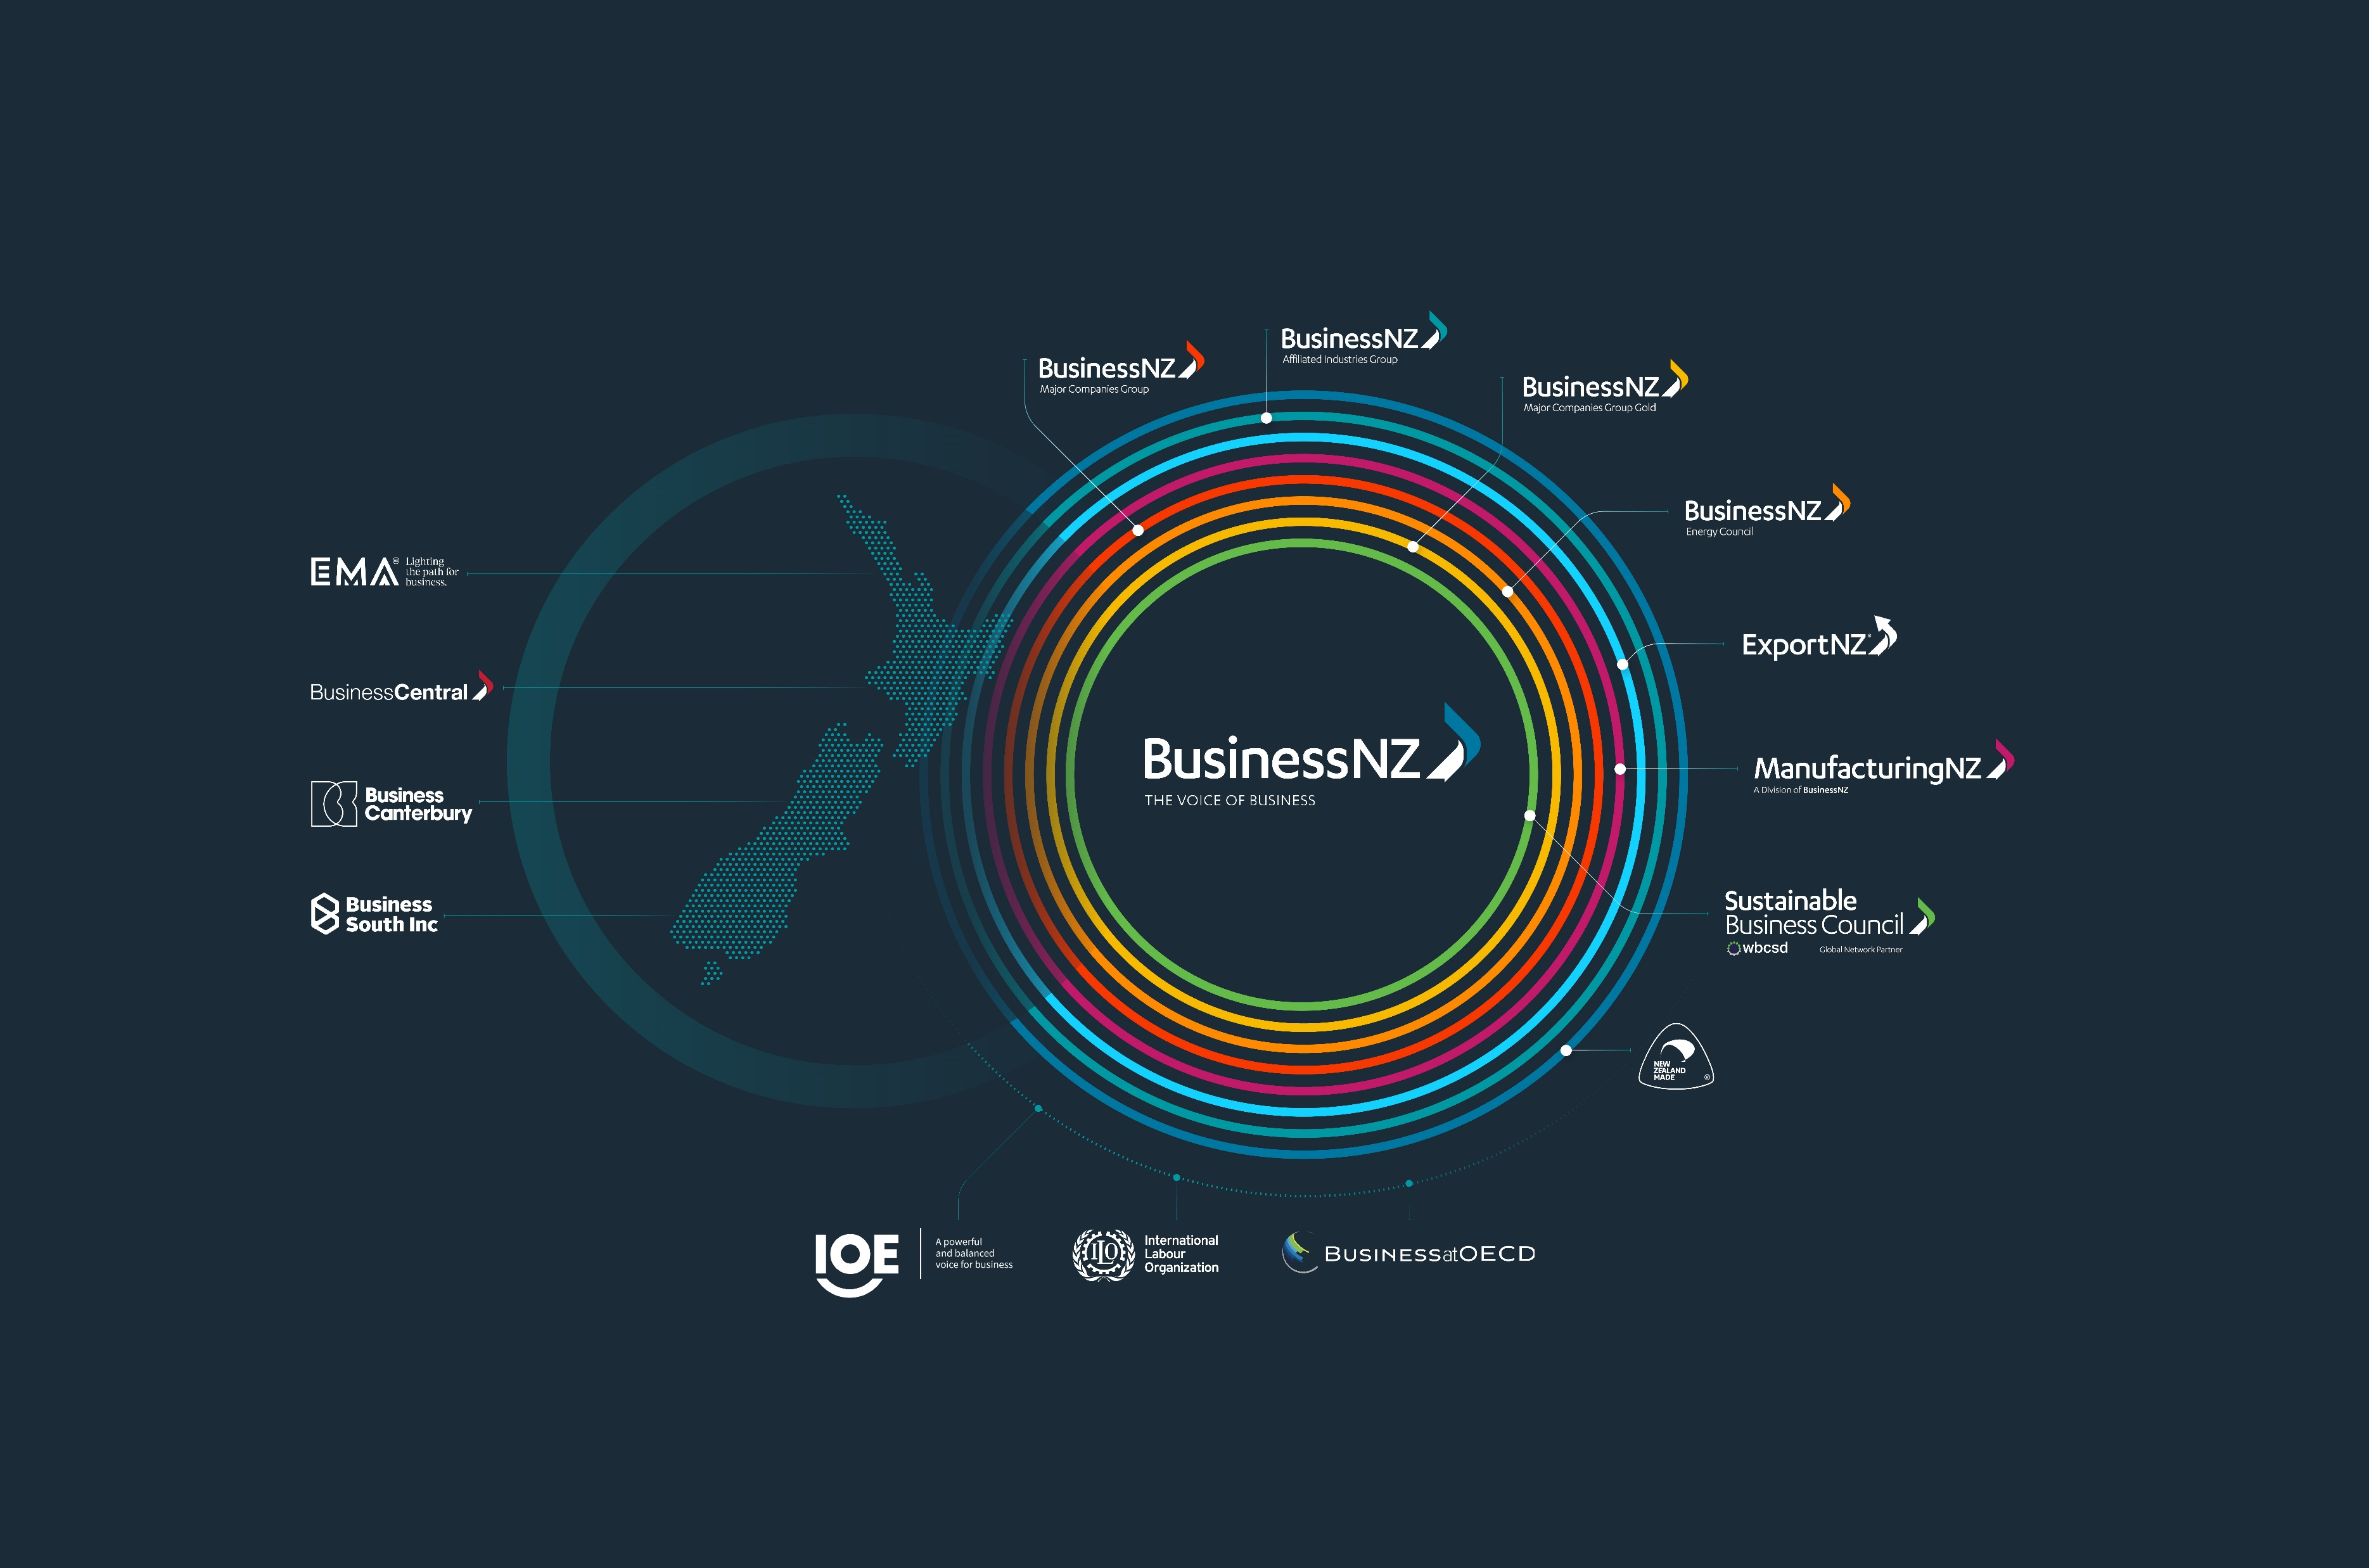 BusinessNZ
Major Companies Group
BusinessNZ
Affiliated Industries Group
BusinessNZ
Major Companies Group Gold
BusinessNZ
Energy Council
ExportNZ®
ManufacturingNZ
A Division of BusinessNZ
Sustainable
Business Council
wbcsd
Global Network Partner
NEW
ZEALAND
MADE
®
EMA
Lighting
the path for
business.
BusinessCentral
Business
Canterbury
Business
South Inc
BusinessNZ
THE VOICE OF BUSINESS
IOE
A powerful
and balanced
voice for business
ILO
International
Labour
Organization
BUSINESSatOECD